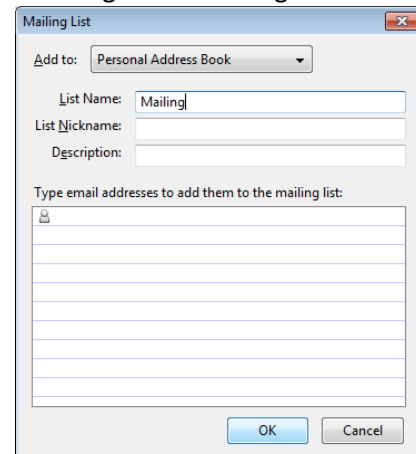 Mailing List
Add to: Personal Address Book
List Name: Mailing
List Nickname:
Description:
Type email addresses to add them to the mailing list:
OK Cancel